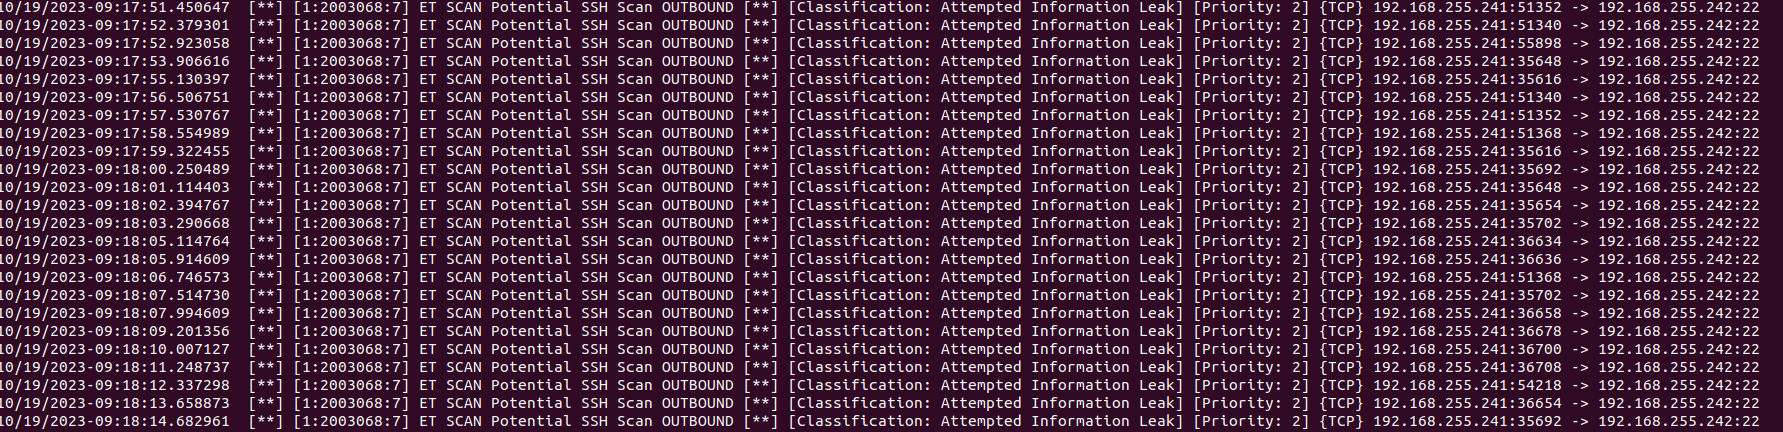 10/19/2023-09:17:51.450647  [**] [1:2003068:7] ET SCAN Potential SSH Scan OUTBOUND [**] [Classification: Attempted Information Leak] [Priority: 2] {TCP} 192.168.255.241:51352 -> 192.168.255.242:22
10/19/2023-09:17:52.379301  [**] [1:2003068:7] ET SCAN Potential SSH Scan OUTBOUND [**] [Classification: Attempted Information Leak] [Priority: 2] {TCP} 192.168.255.241:51340 -> 192.168.255.242:22
10/19/2023-09:17:52.923058  [**] [1:2003068:7] ET SCAN Potential SSH Scan OUTBOUND [**] [Classification: Attempted Information Leak] [Priority: 2] {TCP} 192.168.255.241:55898 -> 192.168.255.242:22
10/19/2023-09:17:53.906616  [**] [1:2003068:7] ET SCAN Potential SSH Scan OUTBOUND [**] [Classification: Attempted Information Leak] [Priority: 2] {TCP} 192.168.255.241:35648 -> 192.168.255.242:22
10/19/2023-09:17:55.130397  [**] [1:2003068:7] ET SCAN Potential SSH Scan OUTBOUND [**] [Classification: Attempted Information Leak] [Priority: 2] {TCP} 192.168.255.241:35616 -> 192.168.255.242:22
10/19/2023-09:17:56.506751  [**] [1:2003068:7] ET SCAN Potential SSH Scan OUTBOUND [**] [Classification: Attempted Information Leak] [Priority: 2] {TCP} 192.168.255.241:51340 -> 192.168.255.242:22
10/19/2023-09:17:57.530767  [**] [1:2003068:7] ET SCAN Potential SSH Scan OUTBOUND [**] [Classification: Attempted Information Leak] [Priority: 2] {TCP} 192.168.255.241:51352 -> 192.168.255.242:22
10/19/2023-09:17:58.554989  [**] [1:2003068:7] ET SCAN Potential SSH Scan OUTBOUND [**] [Classification: Attempted Information Leak] [Priority: 2] {TCP} 192.168.255.241:51368 -> 192.168.255.242:22
10/19/2023-09:17:59.322455  [**] [1:2003068:7] ET SCAN Potential SSH Scan OUTBOUND [**] [Classification: Attempted Information Leak] [Priority: 2] {TCP} 192.168.255.241:35616 -> 192.168.255.242:22
10/19/2023-09:18:00.250489  [**] [1:2003068:7] ET SCAN Potential SSH Scan OUTBOUND [**] [Classification: Attempted Information Leak] [Priority: 2] {TCP} 192.168.255.241:35692 -> 192.168.255.242:22
10/19/2023-09:18:01.114403  [**] [1:2003068:7] ET SCAN Potential SSH Scan OUTBOUND [**] [Classification: Attempted Information Leak] [Priority: 2] {TCP} 192.168.255.241:35648 -> 192.168.255.242:22
10/19/2023-09:18:02.394767  [**] [1:2003068:7] ET SCAN Potential SSH Scan OUTBOUND [**] [Classification: Attempted Information Leak] [Priority: 2] {TCP} 192.168.255.241:35654 -> 192.168.255.242:22
10/19/2023-09:18:03.290668  [**] [1:2003068:7] ET SCAN Potential SSH Scan OUTBOUND [**] [Classification: Attempted Information Leak] [Priority: 2] {TCP} 192.168.255.241:35702 -> 192.168.255.242:22
10/19/2023-09:18:05.114764  [**] [1:2003068:7] ET SCAN Potential SSH Scan OUTBOUND [**] [Classification: Attempted Information Leak] [Priority: 2] {TCP} 192.168.255.241:36634 -> 192.168.255.242:22
10/19/2023-09:18:05.914609  [**] [1:2003068:7] ET SCAN Potential SSH Scan OUTBOUND [**] [Classification: Attempted Information Leak] [Priority: 2] {TCP} 192.168.255.241:36636 -> 192.168.255.242:22
10/19/2023-09:18:06.746573  [**] [1:2003068:7] ET SCAN Potential SSH Scan OUTBOUND [**] [Classification: Attempted Information Leak] [Priority: 2] {TCP} 192.168.255.241:51368 -> 192.168.255.242:22
10/19/2023-09:18:07.514730  [**] [1:2003068:7] ET SCAN Potential SSH Scan OUTBOUND [**] [Classification: Attempted Information Leak] [Priority: 2] {TCP} 192.168.255.241:35702 -> 192.168.255.242:22
10/19/2023-09:18:07.994609  [**] [1:2003068:7] ET SCAN Potential SSH Scan OUTBOUND [**] [Classification: Attempted Information Leak] [Priority: 2] {TCP} 192.168.255.241:36658 -> 192.168.255.242:22
10/19/2023-09:18:09.201356  [**] [1:2003068:7] ET SCAN Potential SSH Scan OUTBOUND [**] [Classification: Attempted Information Leak] [Priority: 2] {TCP} 192.168.255.241:36678 -> 192.168.255.242:22
10/19/2023-09:18:10.007127  [**] [1:2003068:7] ET SCAN Potential SSH Scan OUTBOUND [**] [Classification: Attempted Information Leak] [Priority: 2] {TCP} 192.168.255.241:36700 -> 192.168.255.242:22
10/19/2023-09:18:11.248737  [**] [1:2003068:7] ET SCAN Potential SSH Scan OUTBOUND [**] [Classification: Attempted Information Leak] [Priority: 2] {TCP} 192.168.255.241:36708 -> 192.168.255.242:22
10/19/2023-09:18:12.337298  [**] [1:2003068:7] ET SCAN Potential SSH Scan OUTBOUND [**] [Classification: Attempted Information Leak] [Priority: 2] {TCP} 192.168.255.241:54218 -> 192.168.255.242:22
10/19/2023-09:18:13.658873  [**] [1:2003068:7] ET SCAN Potential SSH Scan OUTBOUND [**] [Classification: Attempted Information Leak] [Priority: 2] {TCP} 192.168.255.241:36654 -> 192.168.255.242:22
10/19/2023-09:18:14.682961  [**] [1:2003068:7] ET SCAN Potential SSH Scan OUTBOUND [**] [Classification: Attempted Information Leak] [Priority: 2] {TCP} 192.168.255.241:35692 -> 192.168.255.242:22